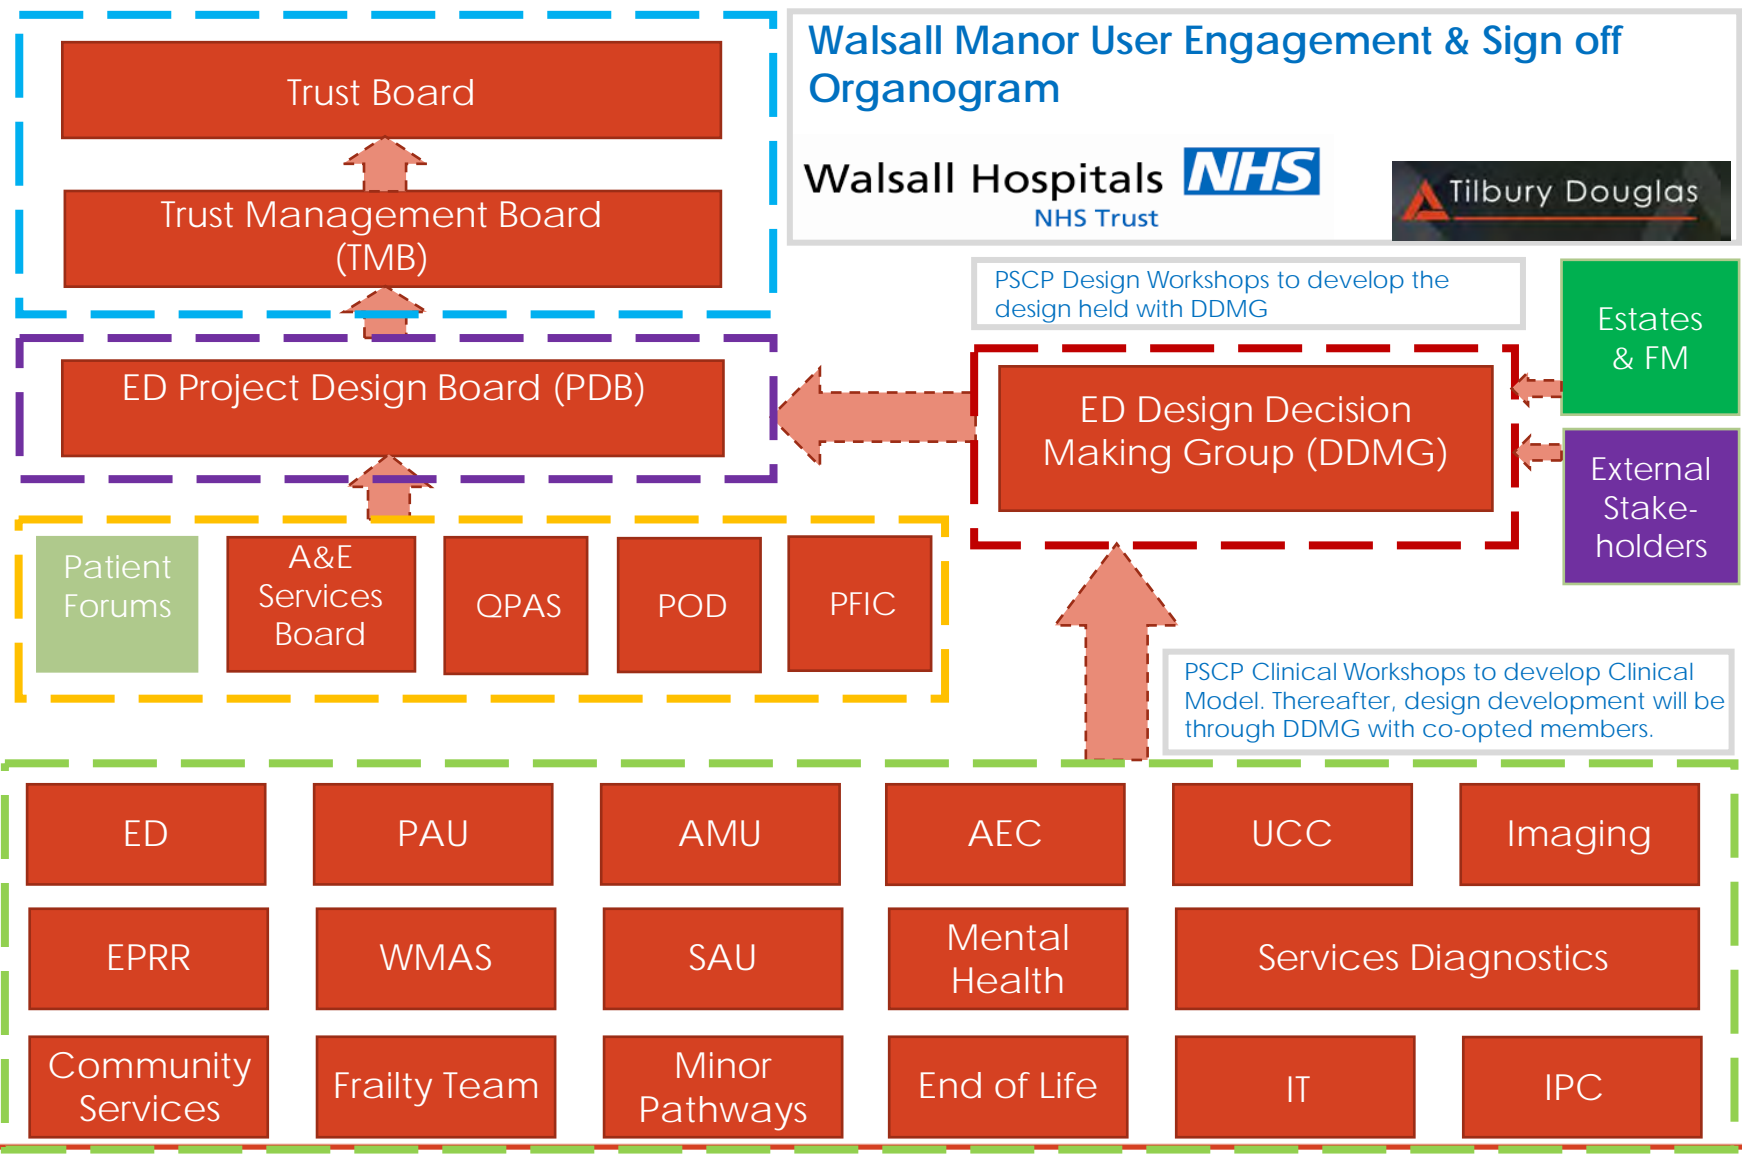 Walsall Manor User Engagement & Sign off
Organogram
Walsall Hospitals NHS
NHS Trust
Tilbury Douglas
Trust Board
Trust Management Board
(TMB)
PSCP Design Workshops to develop the
design held with DDMG
Estates
& FM
ED Project Design Board (PDB)
ED Design Decision
Making Group (DDMG)
External
Stake-
holders
Patient
Forums
A&E
Services
Board
QPAS
POD
PFIC
PSCP Clinical Workshops to develop Clinical
Model. Thereafter, design development will be
through DDMG with co-opted members.
ED
PAU
AMU
AEC
UCC
Imaging
EPRR
WMAS
SAU
Mental
Health
Services Diagnostics
Community
Services
Frailty Team
Minor
Pathways
End of Life
IT
IPC